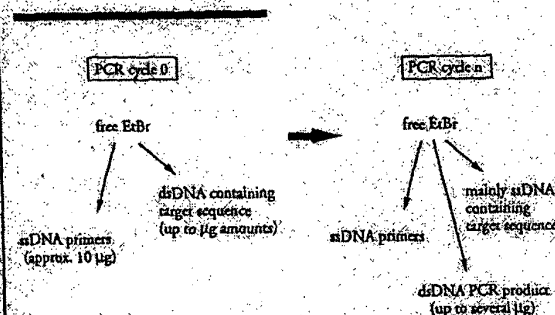 PCR cycle 0
free EtBr
dsDNA containing
target sequence
(up to µg amounts)
ssDNA primers
(approx. 10 µg)
PCR cycle n
free EtBr
mainly ssDNA
containing
target sequence
ssDNA primers
dsDNA PCR product
(up to several µg)